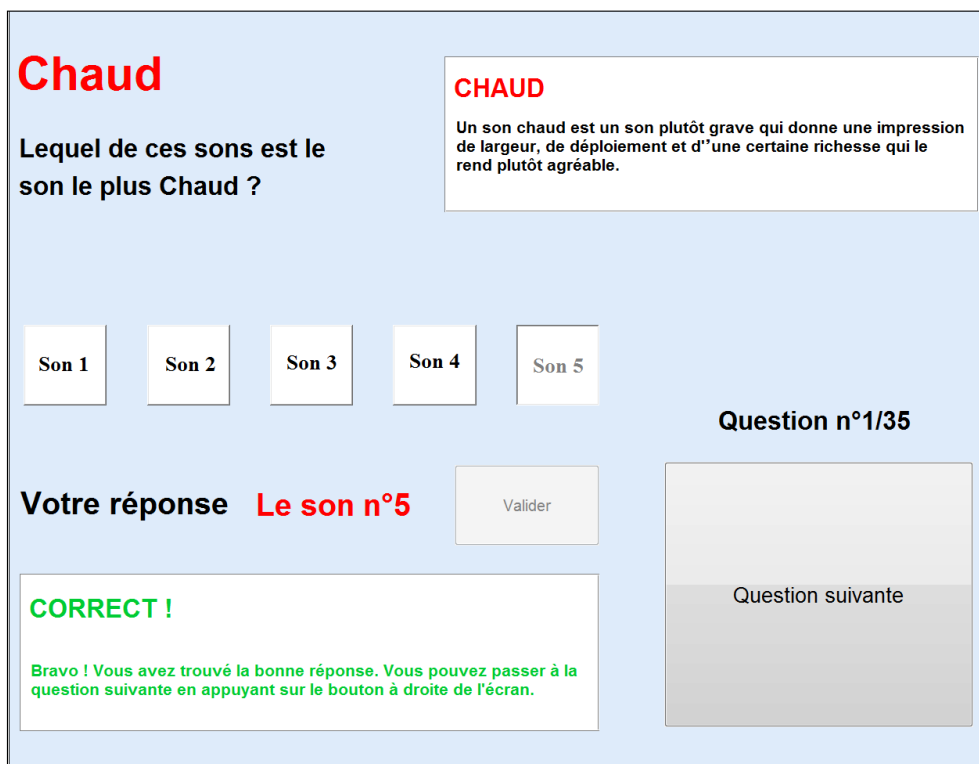 Chaud
Lequel de ces sons est le
son le plus Chaud ?
CHAUD
Un son chaud est un son plutôt grave qui donne une impression
de largeur, de déploiement et d'’une certaine richesse qui le
rend plutôt agréable.
Son 1
Son 2
Son 3
Son 4
Son 5
Question n°1/35
Votre réponse
Le son n°5
Valider
Question suivante
CORRECT !
Bravo ! Vous avez trouvé la bonne réponse. Vous pouvez passer à la
question suivante en appuyant sur le bouton à droite de l'écran.